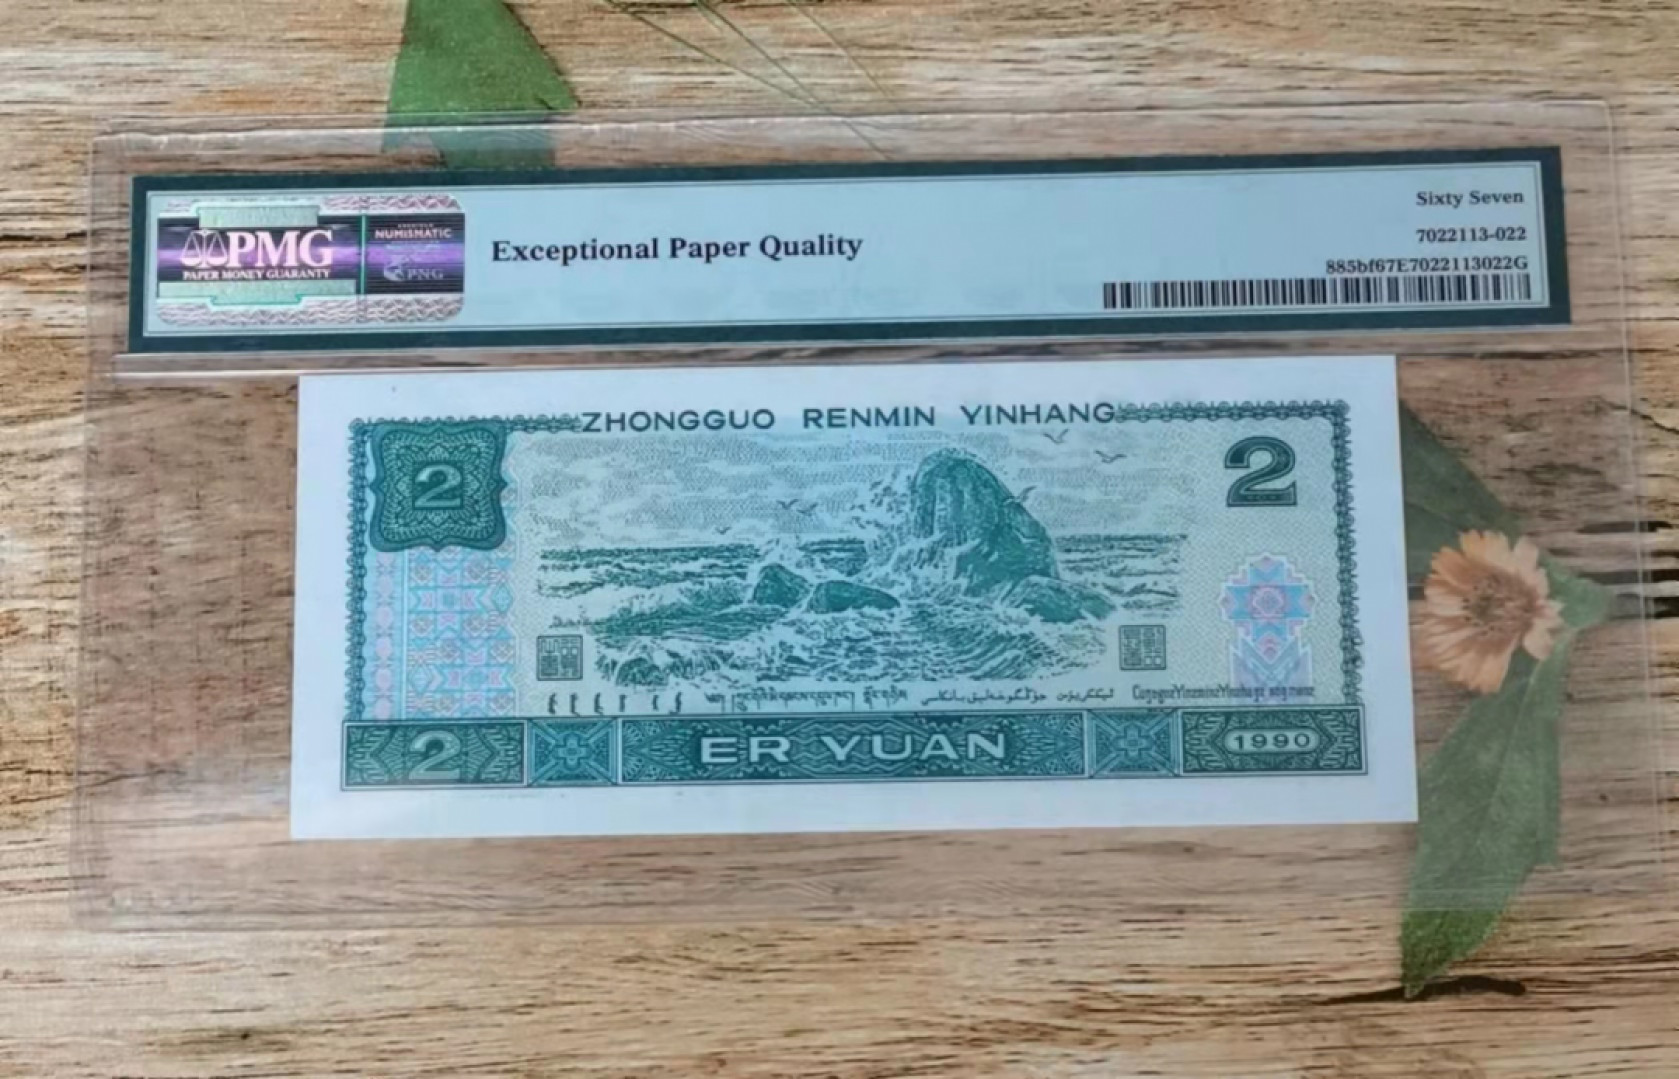 PMG
PAPER MONEY GUARANTY
NUMISMATIC
PNG
Exceptional Paper Quality
Sixty Seven
7022113-022
885bf67E7022113022G
ZHONGGUO RENMIN YINHANG
2
2
2
ER YUAN
1990